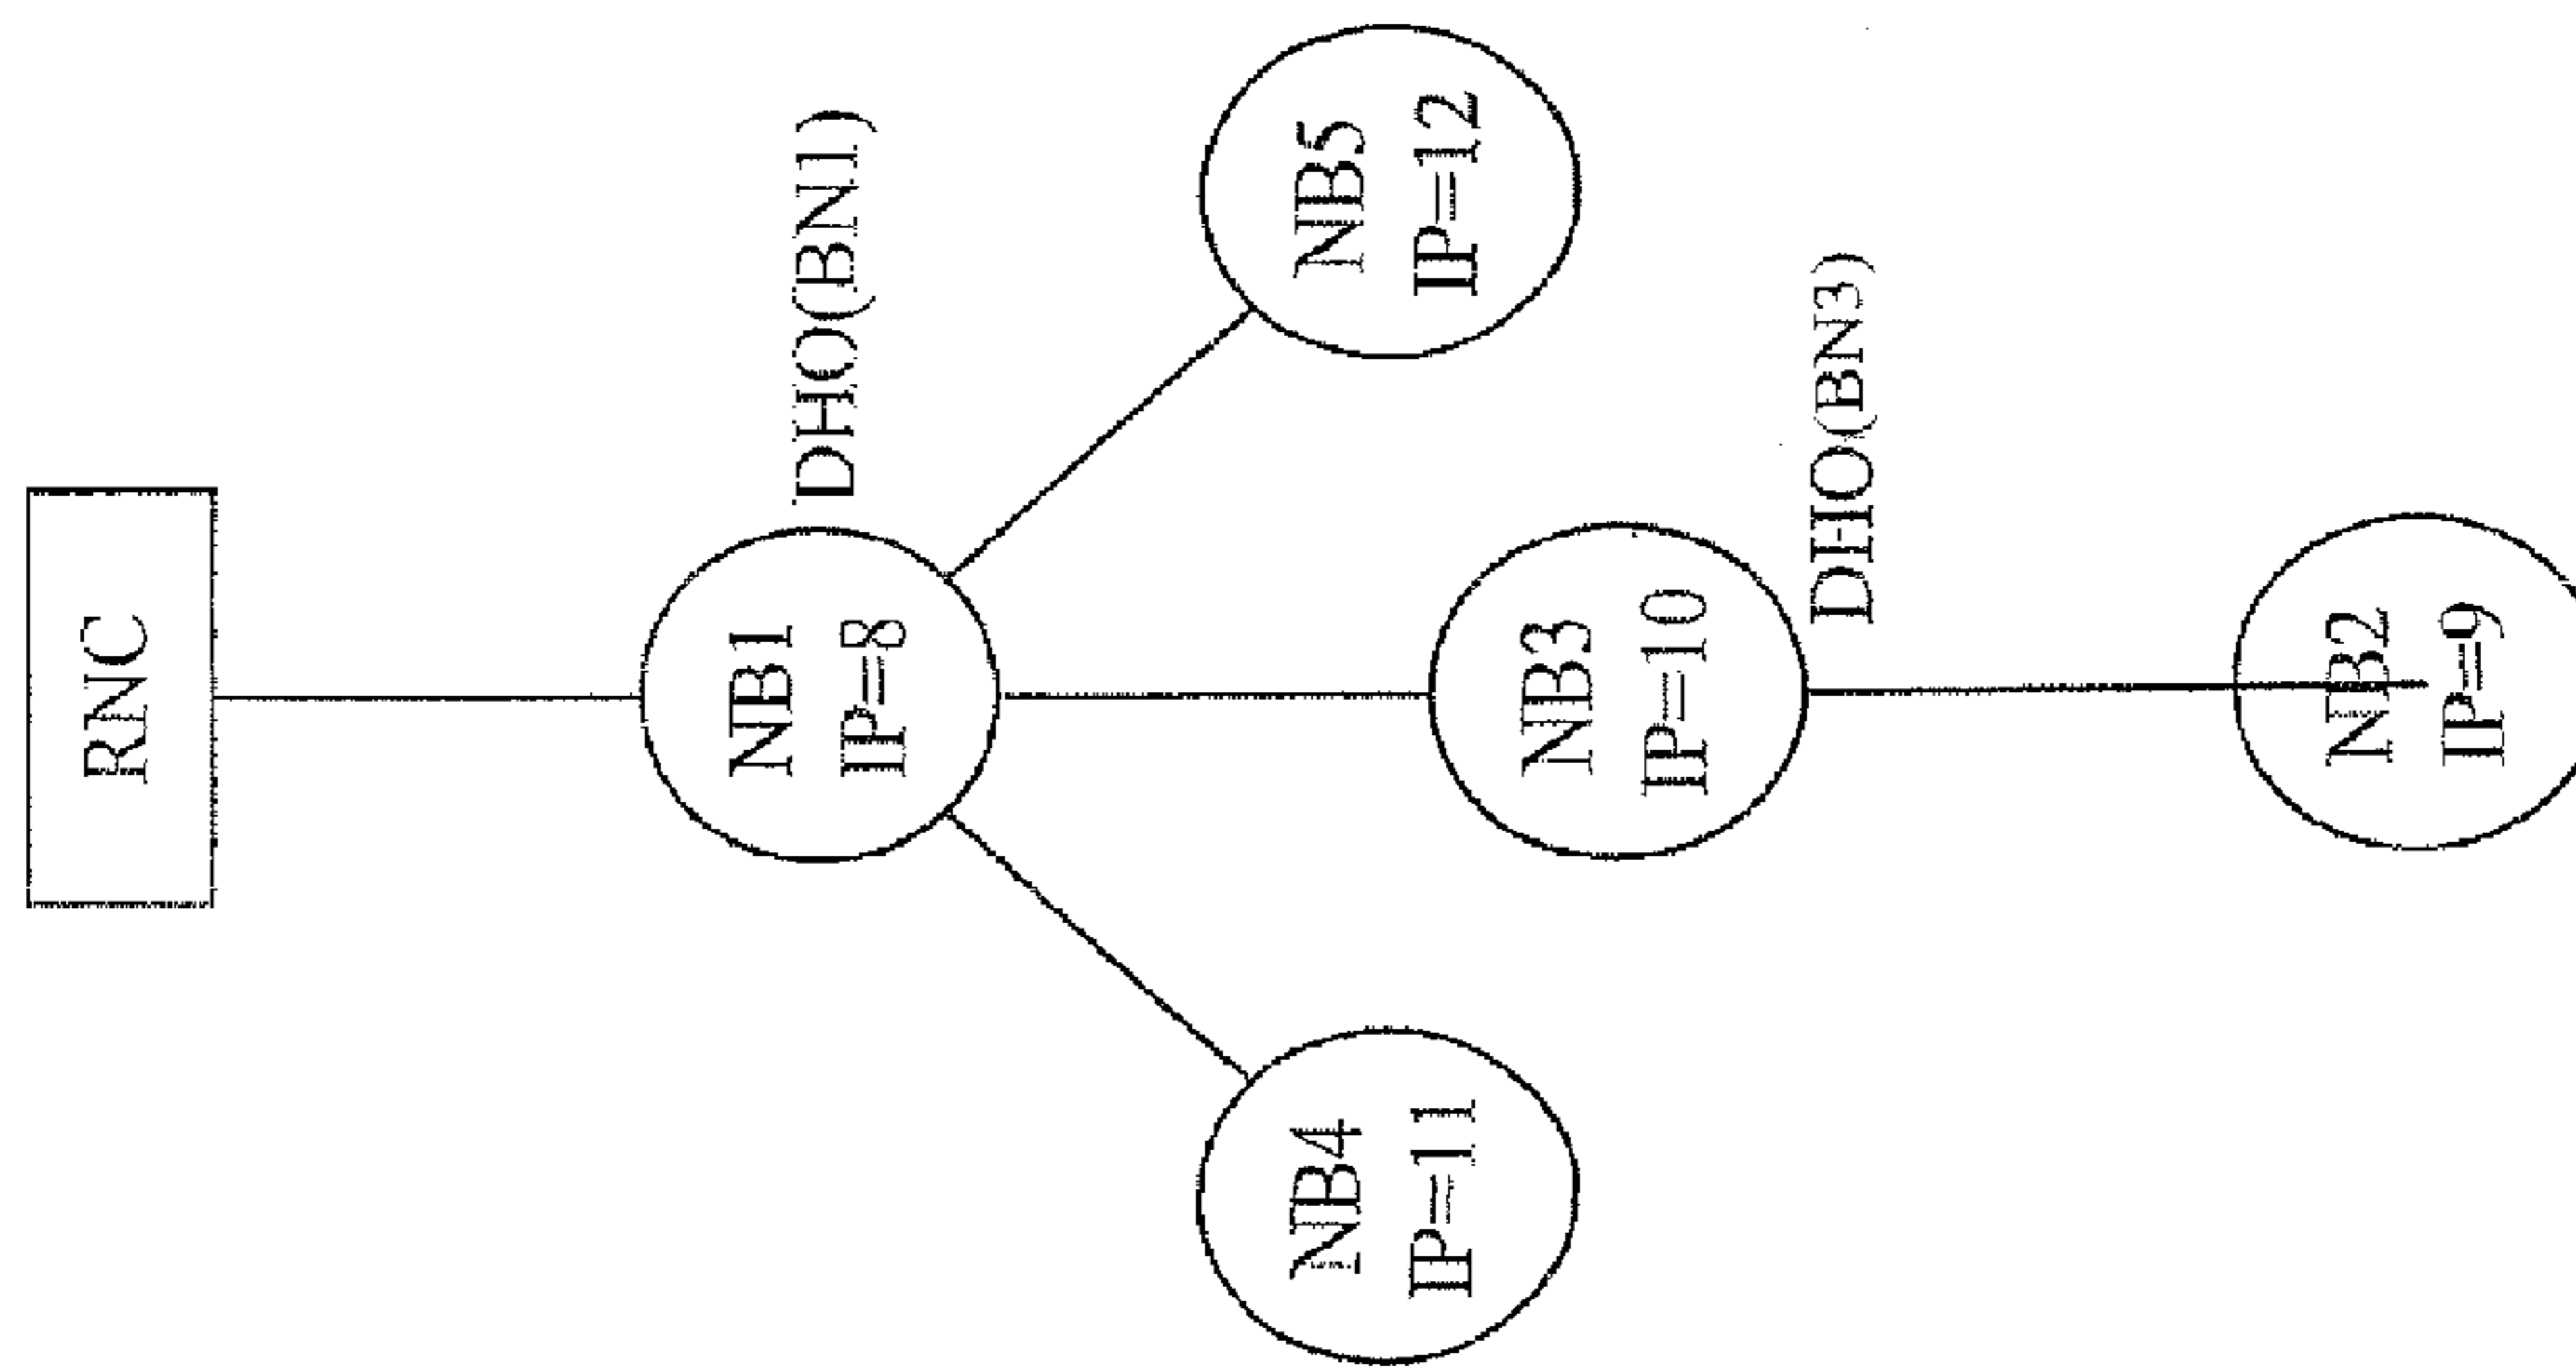 RNC
NB1
IP=8
DHO(BN1)
NB4
IP=11
NB5
IP=12
NB3
IP=10
DHO(BN3)
NB2
IP=9